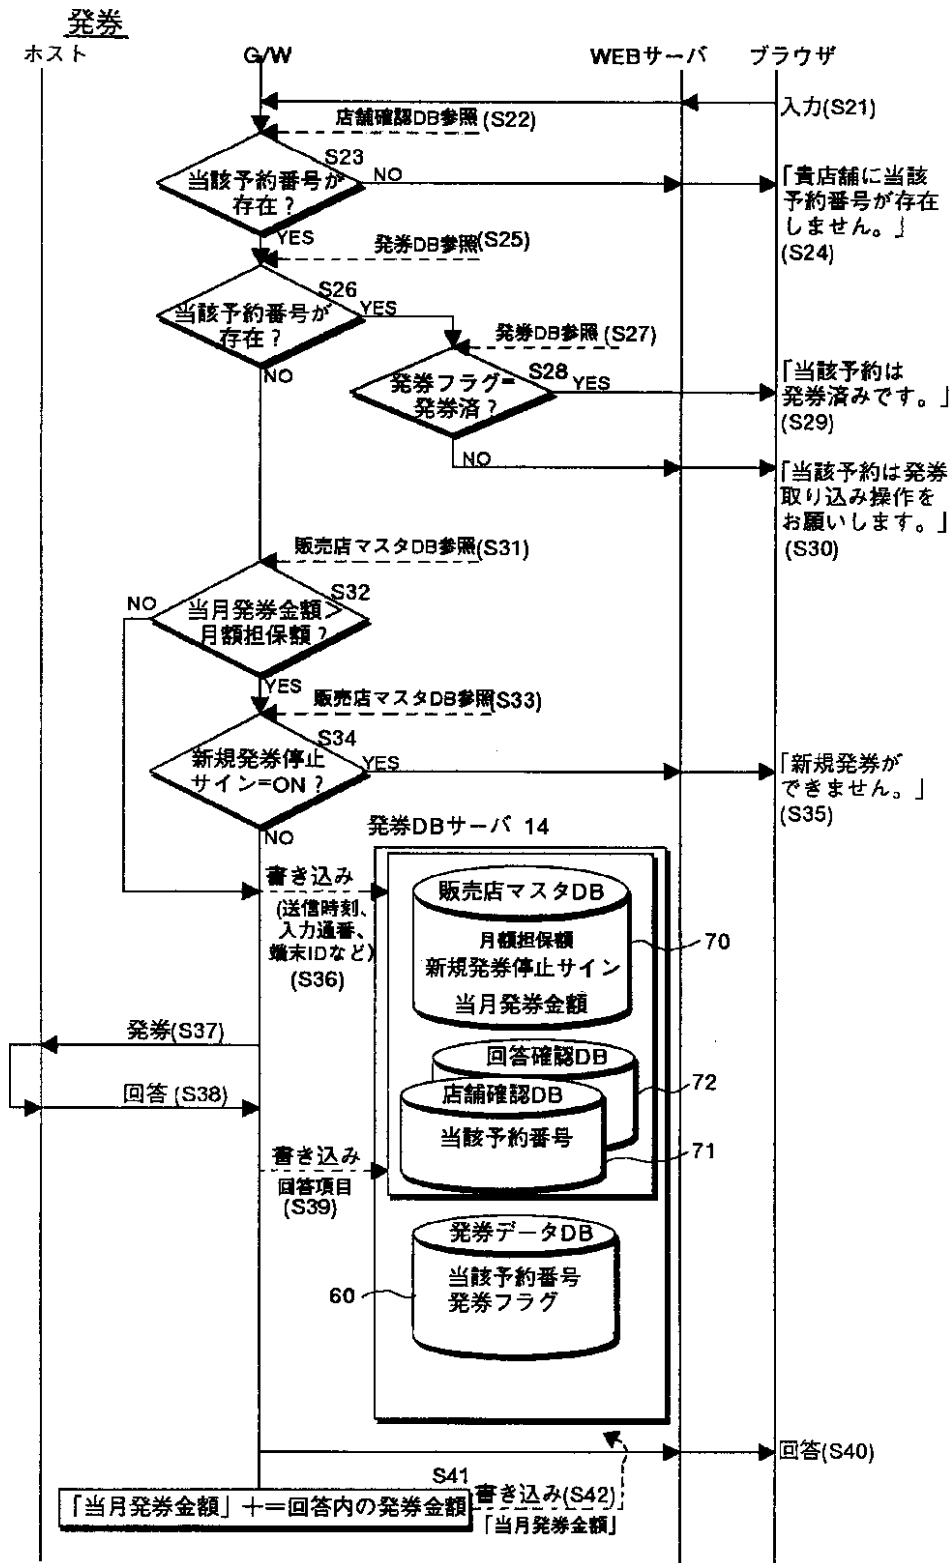 発券
ホスト
G/W
WEBサーバ
ブラウザ
入力(S21)
店舗確認DB参照(S22)
S23
当該予約番号が
存在？
NO
「貴店舗に当該
予約番号が存在
しません。」
(S24)
YES
発券DB参照(S25)
S26
当該予約番号が
存在？
YES
NO
発券DB参照(S27)
S28
発券フラグ=
発券済？
YES
「当該予約は
発券済みです。」
(S29)
NO
「当該予約は発券
取り込み操作を
お願いします。」
(S30)
販売店マスタDB参照(S31)
S32
NO
当月発券金額＞
月額担保額？
YES
販売店マスタDB参照(S33)
S34
新規発券停止
サイン=ON？
YES
「新規発券が
できません。」
(S35)
NO
発券DBサーバ 14
書き込み
(送信時刻、
入力通番、
端末IDなど)
(S36)
販売店マスタDB
月額担保額
新規発券停止サイン
当月発券金額
70
発券(S37)
回答確認DB
72
回答(S38)
店舗確認DB
当該予約番号
71
書き込み
回答項目
(S39)
発券データDB
当該予約番号
発券フラグ
60
回答(S40)
S41
「当月発券金額」＋＝回答内の発券金額
書き込み(S42)
「当月発券金額」